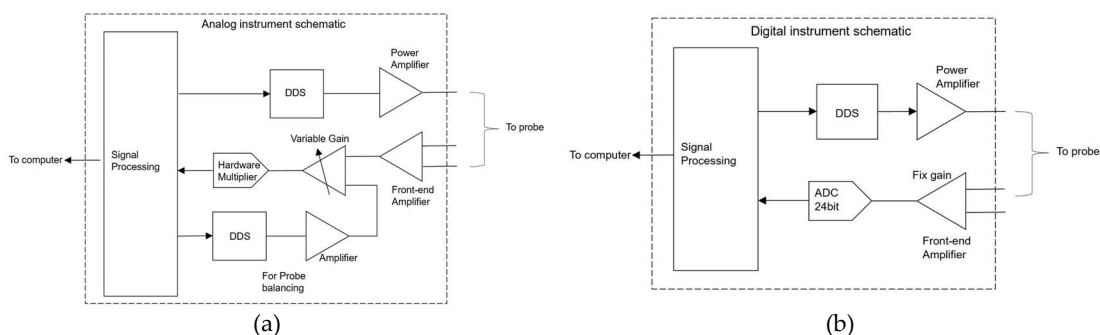 Analog instrument schematic
Power
Amplifier
DDS
To probe
Variable Gain
To computer
Signal
Processing
Hardware
Multiplier
Front-end
Amplifier
DDS
Amplifier
For Probe
balancing
(a)
Digital instrument schematic
Power
Amplifier
DDS
To probe
To computer
Signal
Processing
Fix gain
ADC
24bit
Front-end
Amplifier
(b)